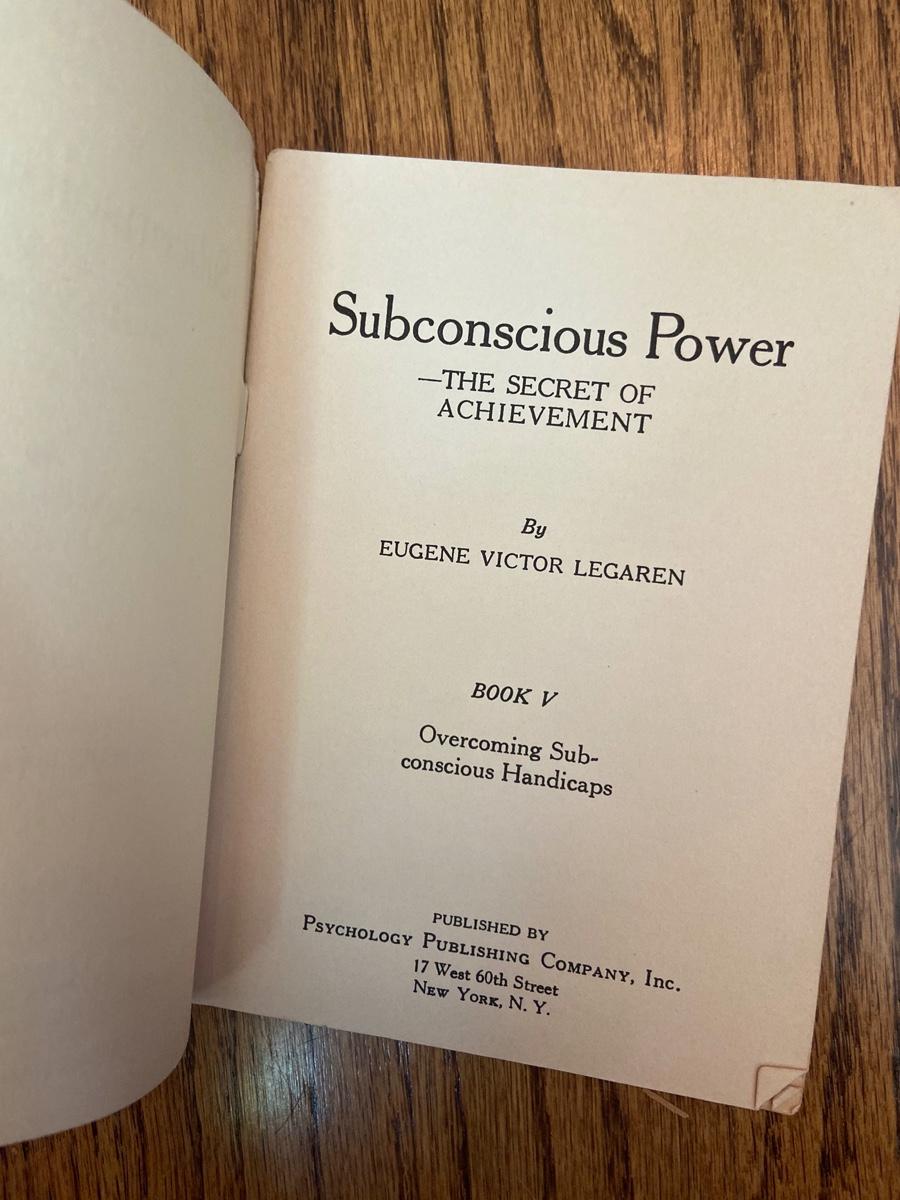 Subconscious Power
—THE SECRET OF
ACHIEVEMENT
By
EUGENE VICTOR LEGAREN
BOOK V
Overcoming Sub-
conscious Handicaps
PUBLISHED BY
PSYCHOLOGY PUBLISHING COMPANY, Inc.
17 West 60th Street
NEW YORK, N. Y.